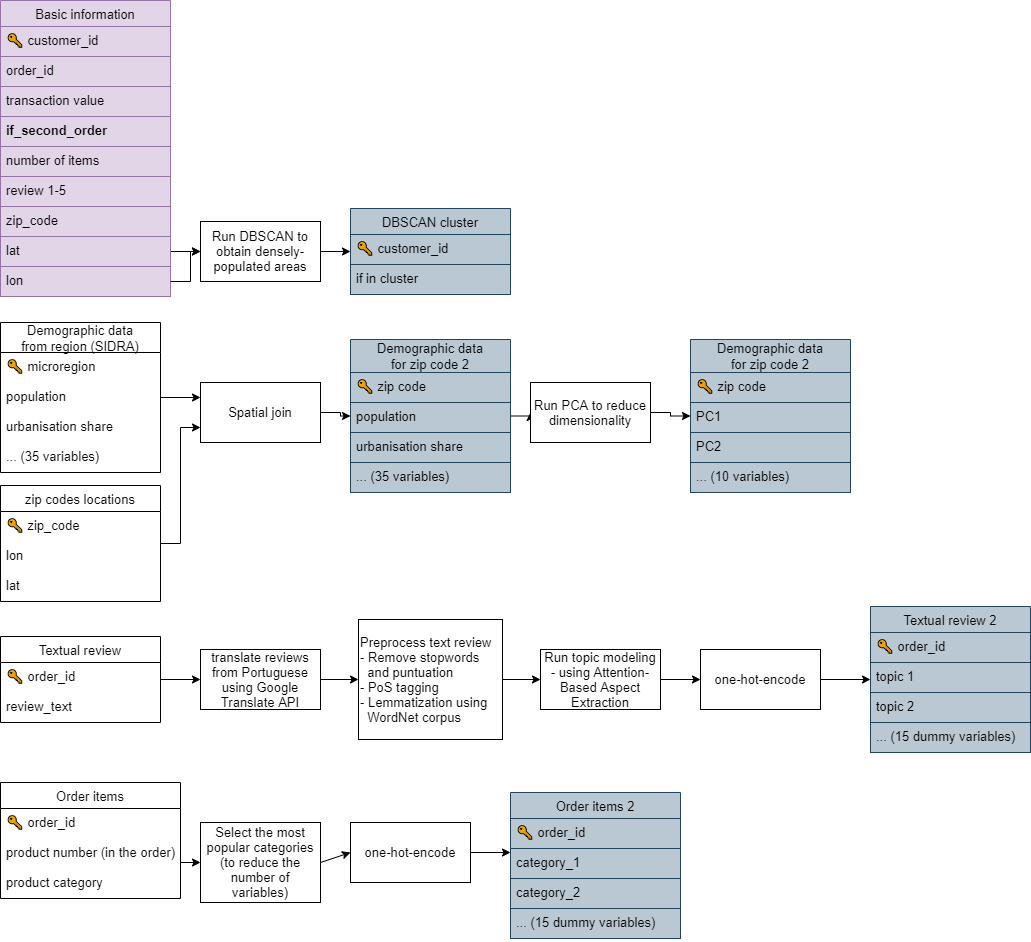 Basic information
customer_id
order_id
transaction value
if_second_order
number of items
review 1-5
zip_code
lat
lon
Run DBSCAN to
obtain densely-
populated areas
DBSCAN cluster
customer_id
if in cluster
Demographic data
from region (SIDRA)
microregion
population
urbanisation share
... (35 variables)
zip codes locations
zip_code
lon
lat
Spatial join
Demographic data
for zip code 2
zip code
population
urbanisation share
... (35 variables)
Run PCA to reduce
dimensionality
Demographic data
for zip code 2
zip code
PC1
PC2
... (10 variables)
Textual review
order_id
review_text
translate reviews
from Portuguese
using Google
Translate API
Preprocess text review
- Remove stopwords
and puntuation
- PoS tagging
- Lemmatization using
WordNet corpus
Run topic modeling
- using Attention-
Based Aspect
Extraction
one-hot-encode
Textual review 2
order_id
topic 1
topic 2
... (15 dummy variables)
Order items
order_id
product number (in the order)
product category
Select the most
popular categories
(to reduce the
number of
variables)
one-hot-encode
Order items 2
order_id
category_1
category_2
... (15 dummy variables)